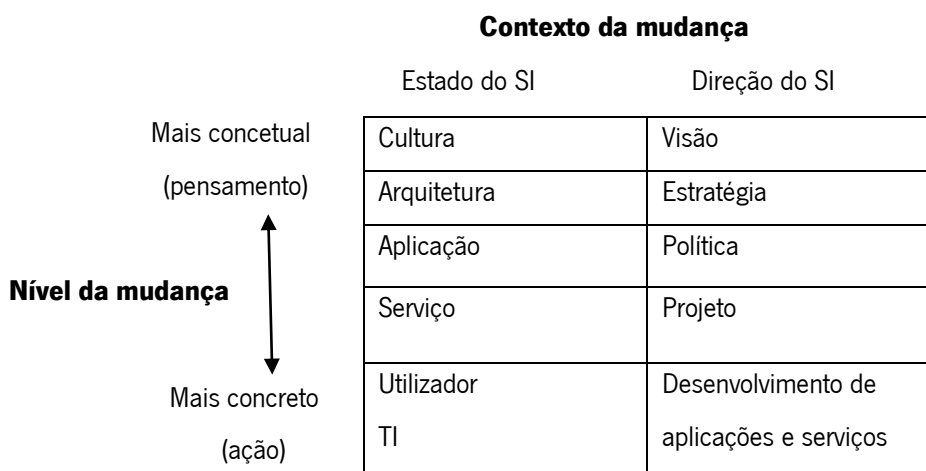 Contexto da mudança
Estado do SI Direção do SI
Mais concetual
(pensamento)
Cultura Visão
Arquitetura Estratégia
Aplicação Política
Nível da mudança
Serviço Projeto
Mais concreto
(ação)
Utilizador
TI
Desenvolvimento de
aplicações e serviços